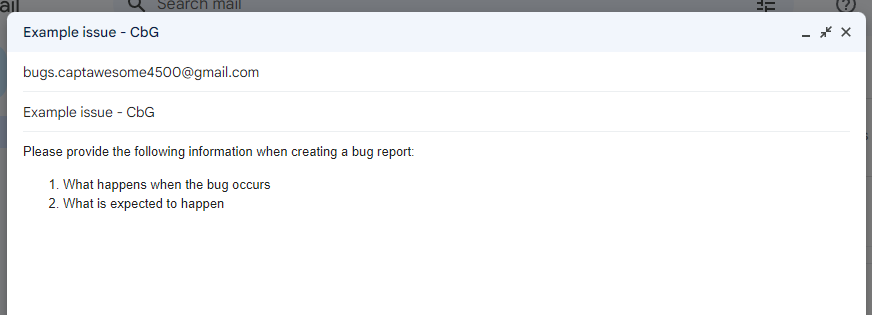 ail Search mail
Example issue - CbG
bugs.captawesome4500@gmail.com
Example issue - CbG
Please provide the following information when creating a bug report:
1. What happens when the bug occurs
2. What is expected to happen